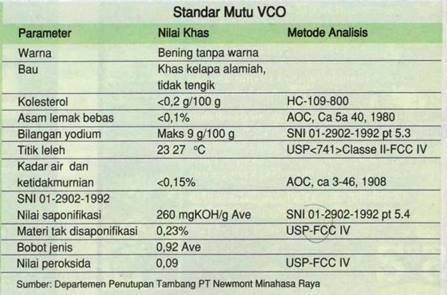 Standar Mutu VCO
Parameter Nilai Khas Metode Analisis
Warna Bening tanpa warna
Bau Khas kelapa alamiah,
tidak tengik
Kolesterol <0,2 g/100 g HC-109-800
Asam lemak bebas <0,1% AOC, Ca 5a 40, 1980
Bilangan yodium Maks 9 g/100 g SNI 01-2902-1992 pt 5.3
Titik leleh 23 27 °C USP<741>Classe II-FCC IV
Kadar air dan
ketidakmurnian <0,15% AOC, ca 3-46, 1908
SNI 01-2902-1992
Nilai saponifikasi 260 mgKOH/g Ave SNI 01-2902-1992 pt 5.4
Materi tak disaponifikasi 0,23% USP-FCC IV
Bobot jenis 0,92 Ave
Nilai peroksida 0,09 USP-FCC IV
Sumber: Departemen Penutupan Tambang PT Newmont Minahasa Raya